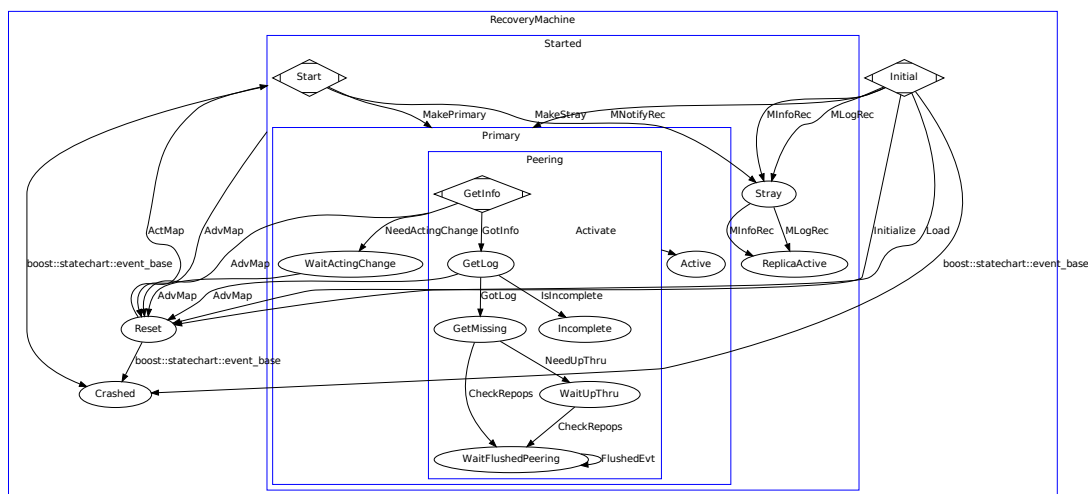 RecoveryMachine
Started
Start
Initial
MakePrimary
MakeStray
MNotifyRec
MInfoRec
MLogRec
Primary
Peering
GetInfo
Stray
ActMap
AdvMap
NeedActingChange
GotInfo
Activate
MInfoRec
MLogRec
Initialize
Load
boost::statechart::event_base
AdvMap
WaitActingChange
GetLog
Active
ReplicaActive
boost::statechart::event_base
AdvMap
AdvMap
GotLog
IsIncomplete
Reset
GetMissing
Incomplete
boost::statechart::event_base
NeedUpThru
Crashed
CheckRepops
WaitUpThru
CheckRepops
WaitFlushedPeering
FlushedEvt